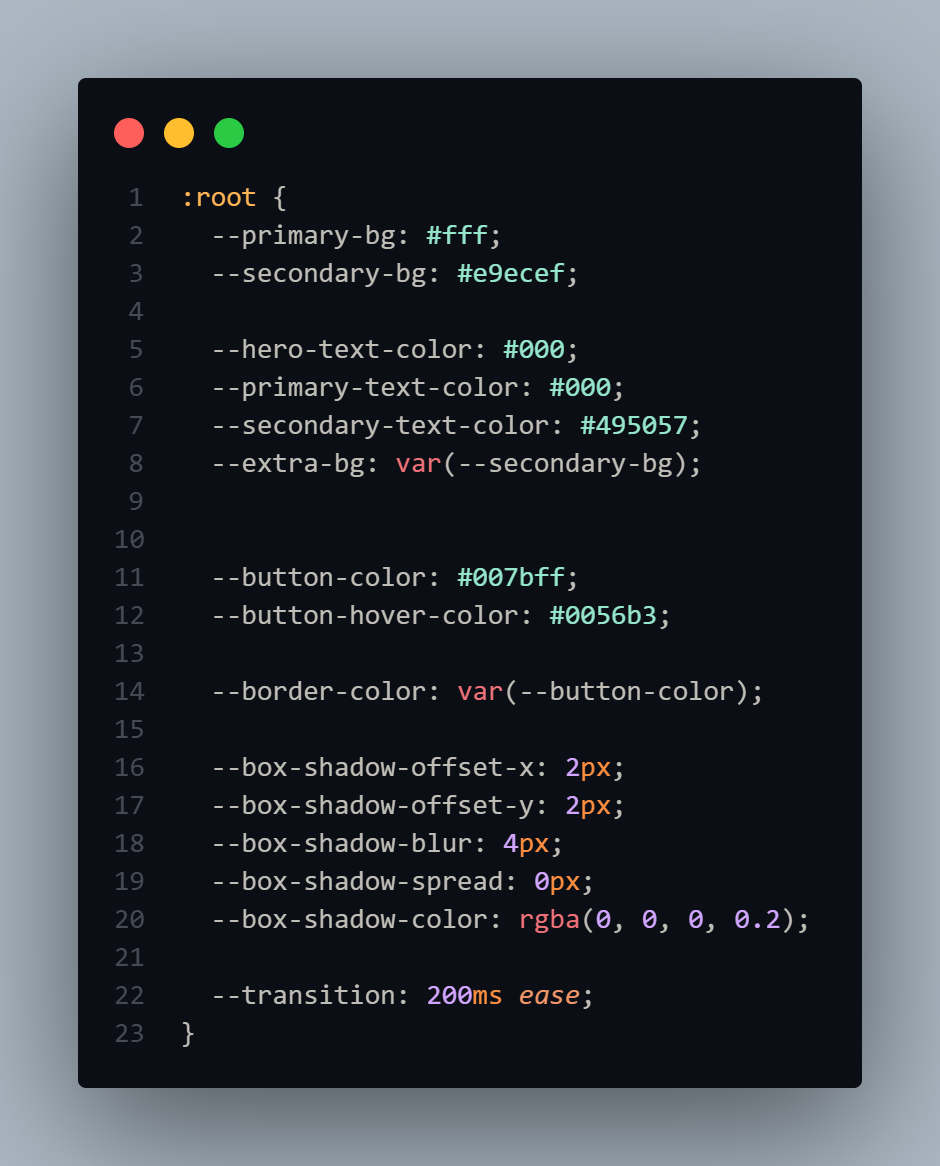 1 :root {
2   --primary-bg: #fff;
3   --secondary-bg: #e9ecef;
4
5   --hero-text-color: #000;
6   --primary-text-color: #000;
7   --secondary-text-color: #495057;
8   --extra-bg: var(--secondary-bg);
9
10
11   --button-color: #007bff;
12   --button-hover-color: #0056b3;
13
14   --border-color: var(--button-color);
15
16   --box-shadow-offset-x: 2px;
17   --box-shadow-offset-y: 2px;
18   --box-shadow-blur: 4px;
19   --box-shadow-spread: 0px;
20   --box-shadow-color: rgba(0, 0, 0, 0.2);
21
22   --transition: 200ms ease;
23 }